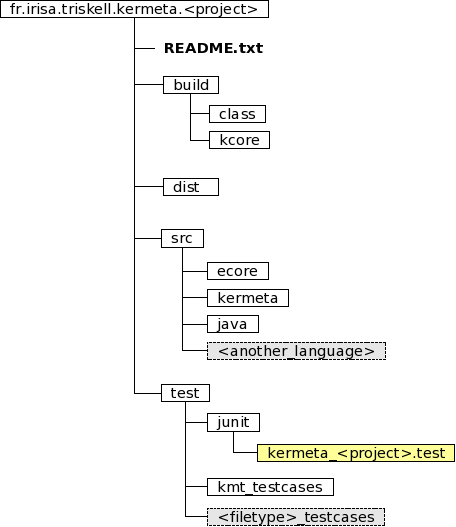 fr.irisa.triskell.kermeta.<project>
README.txt
build
class
kcore
dist
src
ecore
kermeta
java
<another_language>
test
junit
kermeta_<project>.test
kmt_testcases
<filetype>_testcases